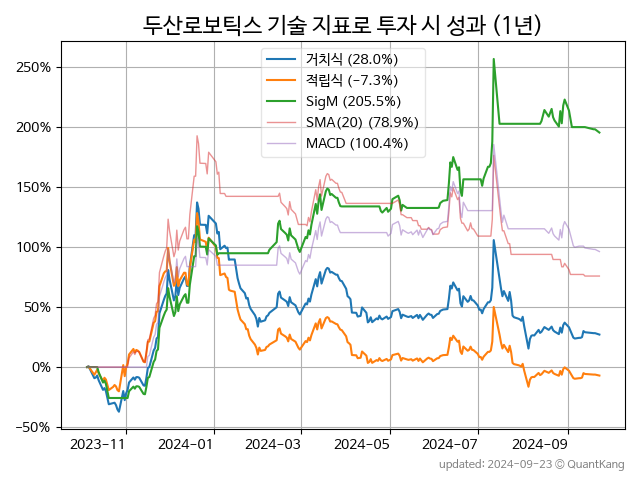 두산로보틱스 기술 지표로 투자 시 성과 (1년)
거치식 (28.0%)
적립식 (−7.3%)
SigM (205.5%)
SMA(20) (78.9%)
MACD (100.4%)
250%
200%
150%
100%
50%
0%
−50%
2023−11
2024−01
2024−03
2024−05
2024−07
2024−09
updated: 2024−09−23 ⓒ QuantKang